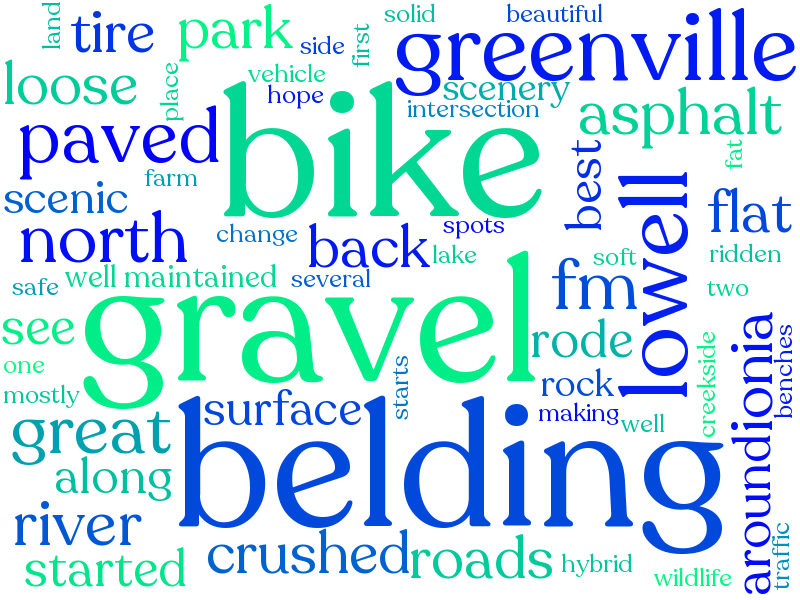 land
tire
park
solid
beautiful
side
first
greenville
loose
place
vehicle
hope
scenery
intersection
asphalt
paved
bike
best
fat
farm
scenic
lowell
flat
north
change
back
spots
lake
soft
ridden
safe
well maintained
several
fm
two
see
gravel
rode
one
mostly
starts
rock
creekside
around
ionia
benches
great
surface
making
well
along
belding
river
started
crushed
roads
hybrid
wildlife
traffic